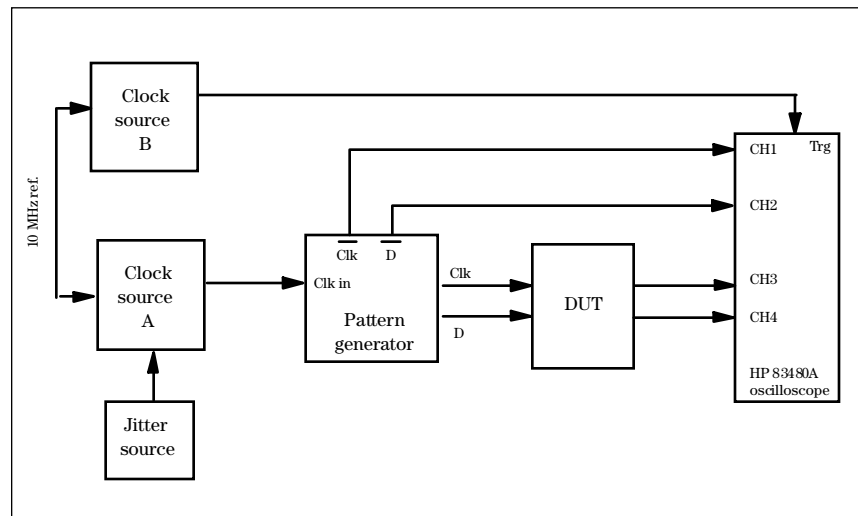 Clock
source
B
Trg
CH1
CH2
10 MHz ref.
Clk D
Clk in
Clock
source
A
Clk
D
Pattern
generator
DUT
CH3
CH4
HP 83480A
oscilloscope
Jitter
source